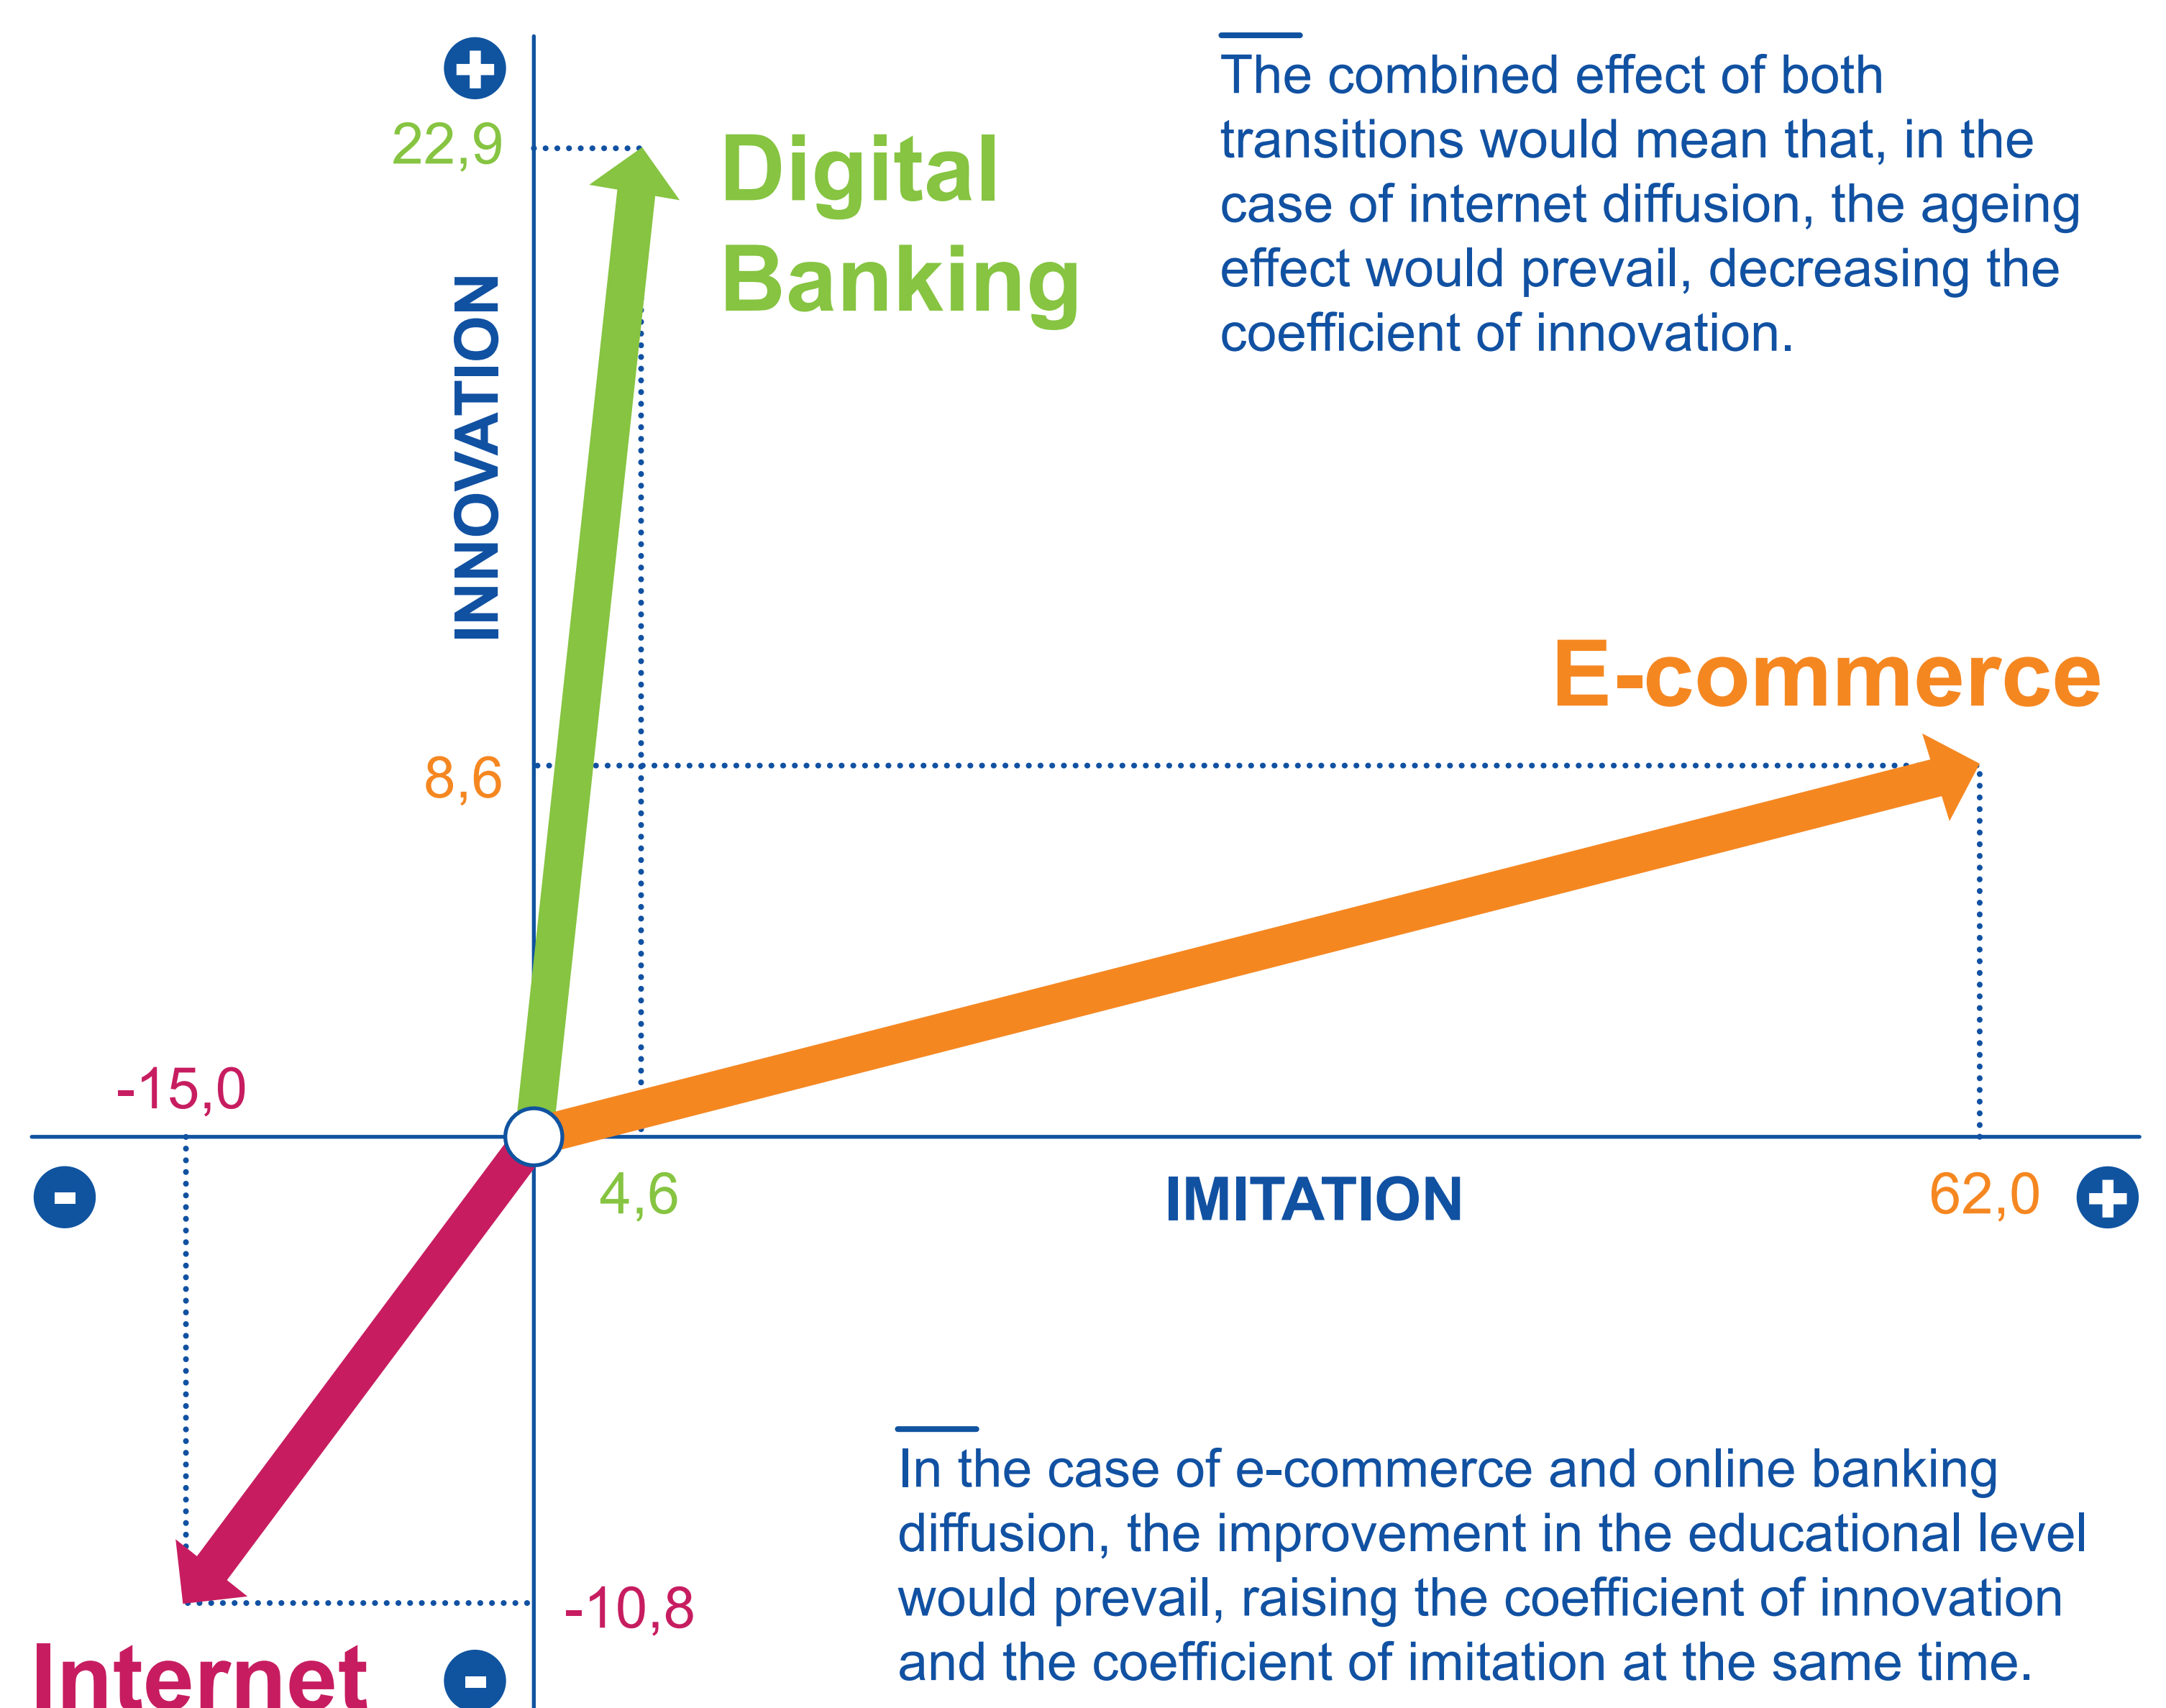 +
The combined effect of both
transitions would mean that, in the
case of internet diffusion, the ageing
effect would prevail, decreasing the
coefficient of innovation.
22,9
Digital
Banking
INNOVATION
E-commerce
8,6
-15,0
-
4,6
IMITATION
62,0
+
In the case of e-commerce and online banking
diffusion, the improvement in the educational level
would prevail, raising the coefficient of innovation
and the coefficient of imitation at the same time.
-10,8
Internet
-